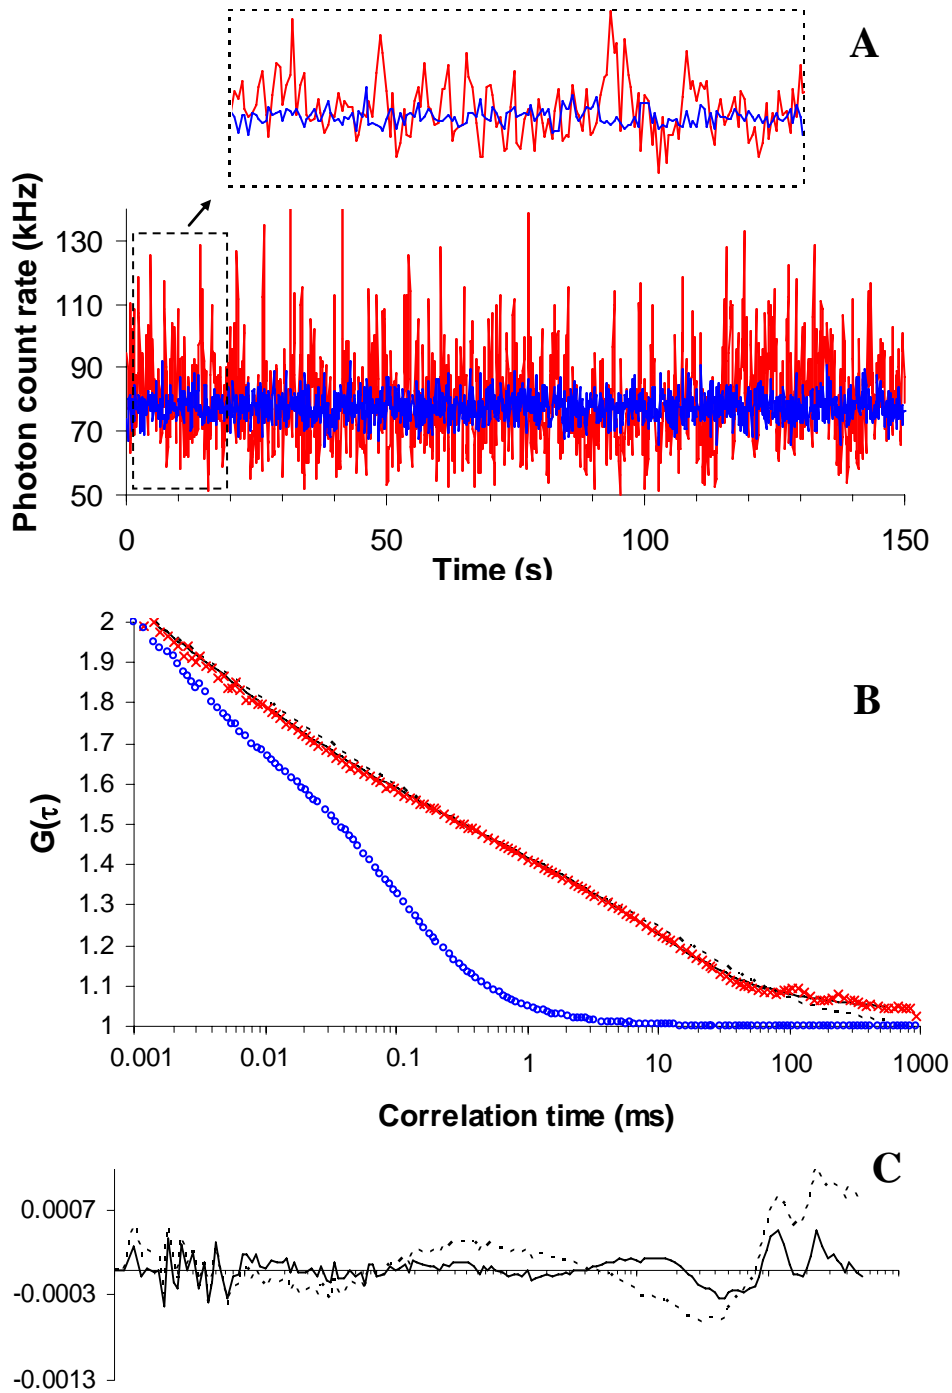 A
Photon count rate (kHz)
130
110
90
70
50
0 50 100 150
Time (s)
B
G(τ)
2
1.9
1.8
1.7
1.6
1.5
1.4
1.3
1.2
1.1
1
0.001 0.01 0.1 1 10 100 1000
Correlation time (ms)
C
0.0007
-0.0003
-0.0013